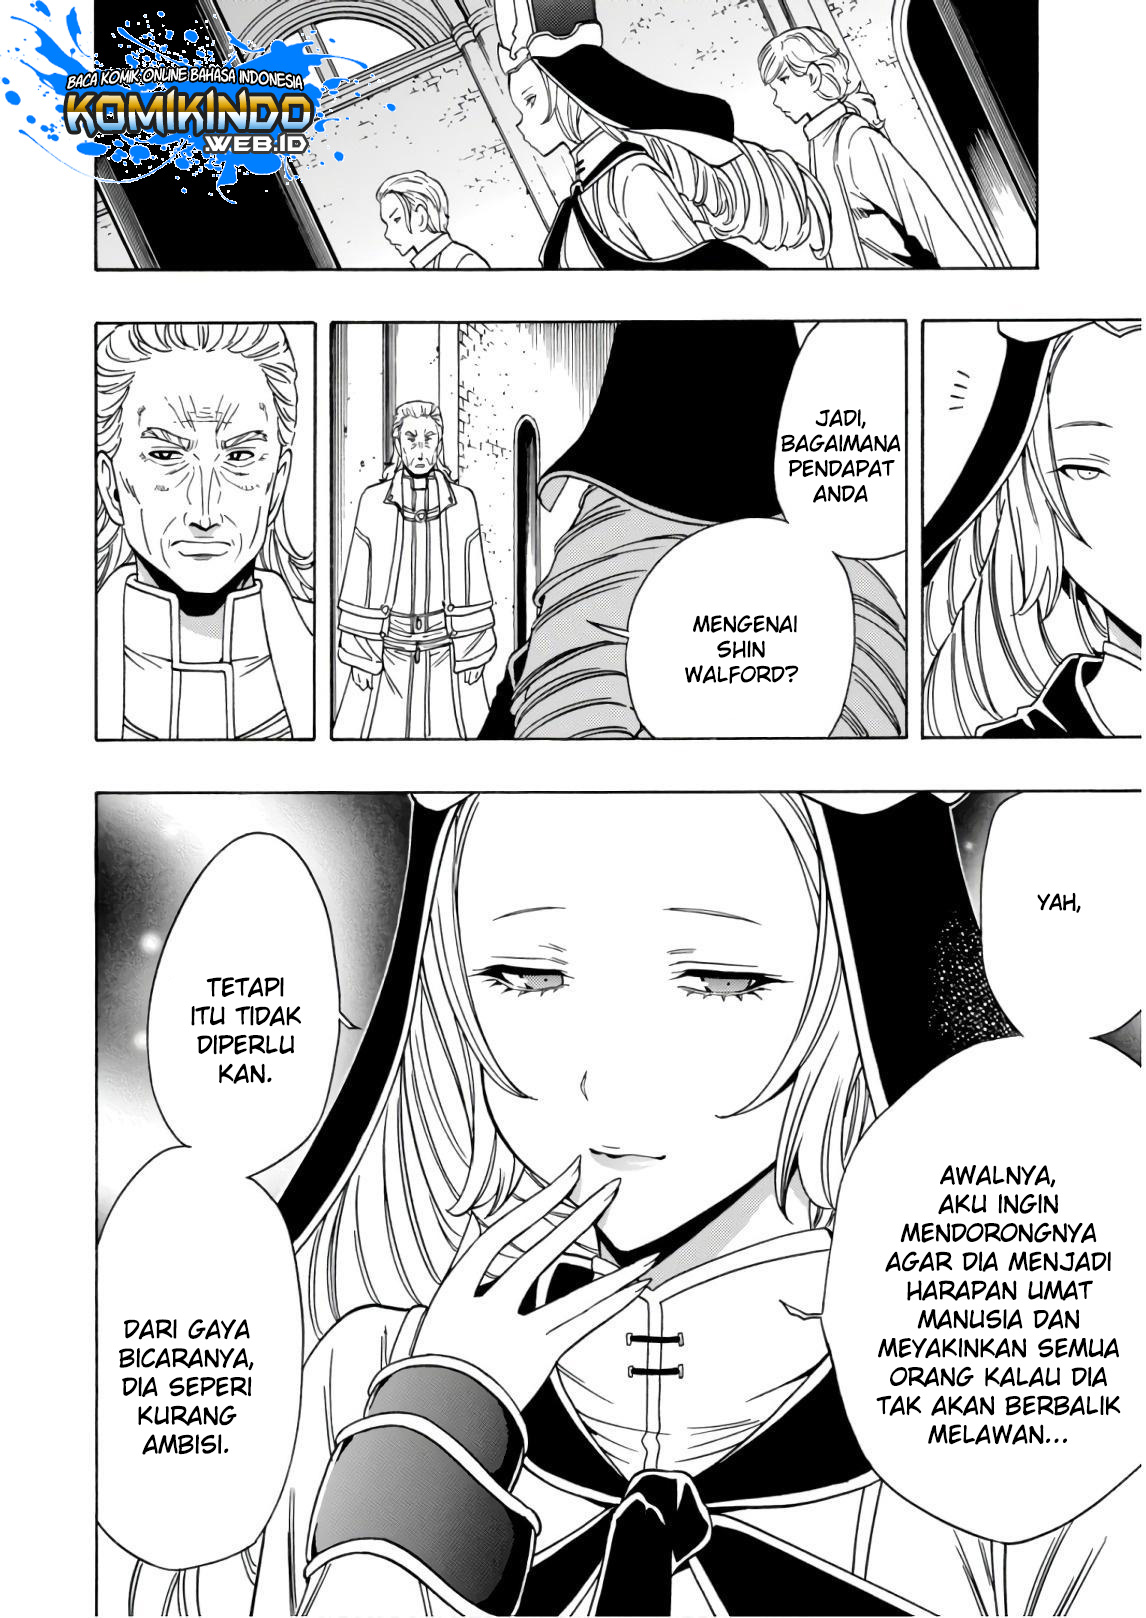 BACA KOMIK ONLINE BAHASA INDONESIA
KOMIKINDO
.WEB.ID
JADI,
BAGAIMANA
PENDAPAT
ANDA
MENGENAI
SHIN
WALFORD?
YAH,
AWALNYA,
AKU INGIN
MENDORONGNYA
AGAR DIA MENJADI
HARAPAN UMAT
MANUSIA DAN
MEYAKINKAN SEMUA
ORANG KALAU DIA
TAK AKAN BERBALIK
MELAWAN...
TETAPI
ITU TIDAK
DIPERLU
KAN.
DARI GAYA
BICARANYA,
DIA SEPERI
KURANG
AMBISI.